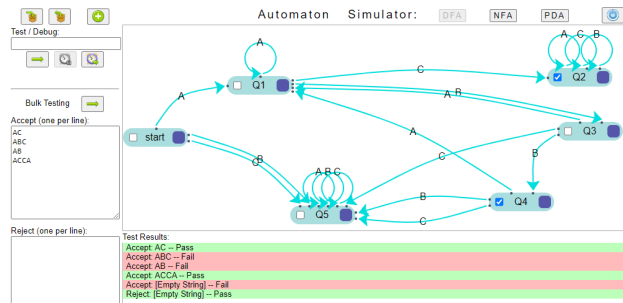 Automaton Simulator: DFA NFA PDA
Test / Debug:
Bulk Testing
Accept (one per line):
AC
ABC
AB
ACCA
Reject (one per line):
A
A C B
Q1
C
Q2
A
A B
start
A
Q3
C
B
C B
A B C
B
Q4
Q5
C
Test Results:
Accept: AC -- Pass
Accept: ABC -- Fail
Accept: AB -- Fail
Accept: ACCA -- Pass
Accept: [Empty String] -- Fail
Reject: [Empty String] -- Pass